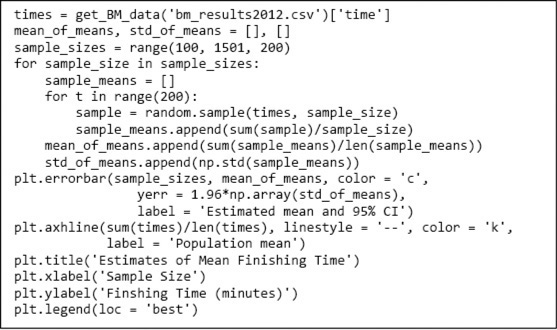 times = get_BM_data('bm_results2012.csv')['time']
mean_of_means, std_of_means = [], []
sample_sizes = range(100, 1501, 200)
for sample_size in sample_sizes:
    sample_means = []
    for t in range(200):
        sample = random.sample(times, sample_size)
        sample_means.append(sum(sample)/sample_size)
    mean_of_means.append(sum(sample_means)/len(sample_means))
    std_of_means.append(np.std(sample_means))
plt.errorbar(sample_sizes, mean_of_means, color = 'c',
             yerr = 1.96*np.array(std_of_means),
             label = 'Estimated mean and 95% CI')
plt.axhline(sum(times)/len(times), linestyle = '--', color = 'k',
            label = 'Population mean')
plt.title('Estimates of Mean Finishing Time')
plt.xlabel('Sample Size')
plt.ylabel('Finshing Time (minutes)')
plt.legend(loc = 'best')